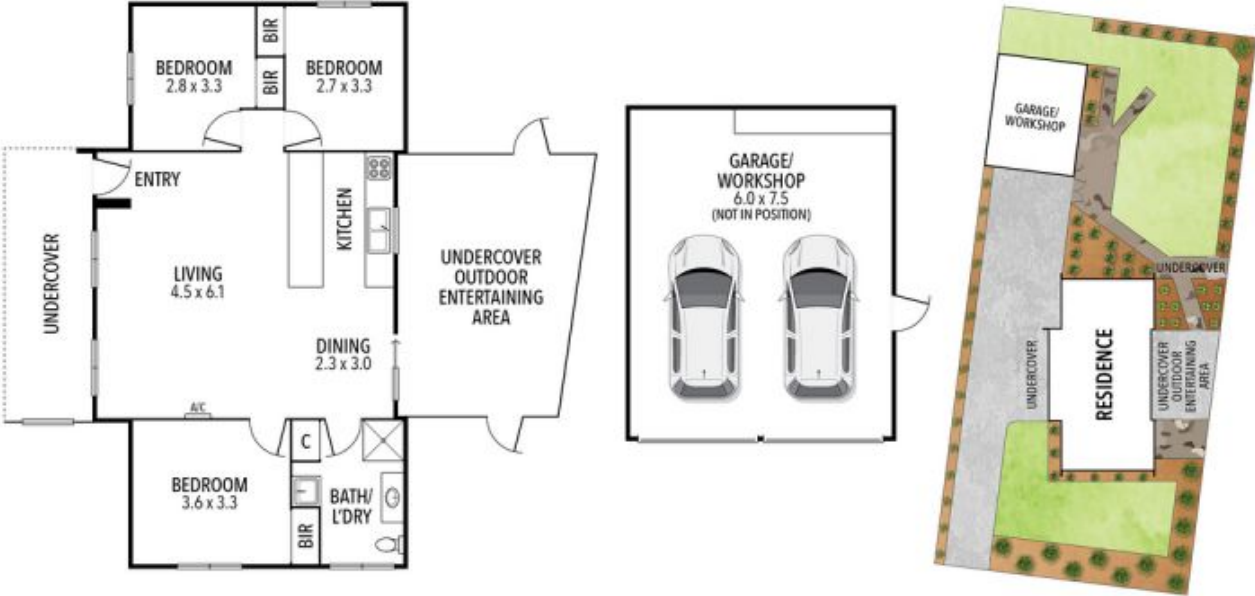 BEDROOM
2.8 x 3.3
BIR
BIR
BEDROOM
2.7 x 3.3
ENTRY
UNDERCOVER
LIVING
4.5 x 6.1
KITCHEN
DINING
2.3 x 3.0
A/C
UNDERCOVER
OUTDOOR
ENTERTAINING
AREA
BEDROOM
3.6 x 3.3
C
BIR
BATH/
L'DRY
GARAGE/
WORKSHOP
6.0 x 7.5
(NOT IN POSITION)
GARAGE/
WORKSHOP
UNDERCOVER
UNDERCOVER
RESIDENCE
UNDERCOVER
OUTDOOR
ENTERTAINING
AREA